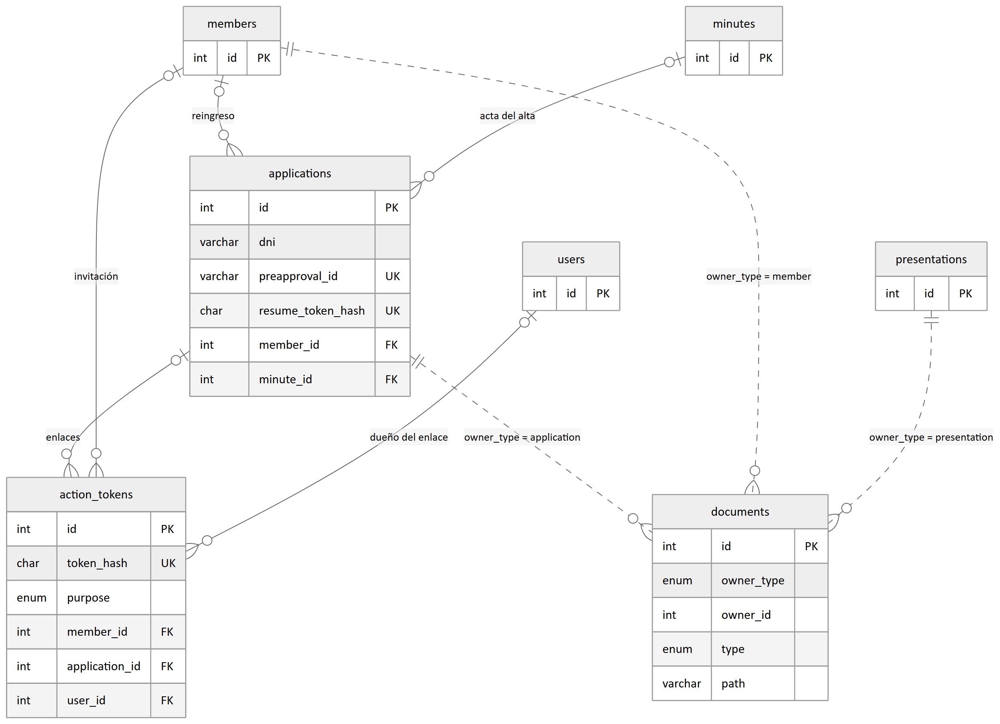 members
int id PK
minutes
int id PK
reingreso
acta del alta
applications
int id PK
varchar dni
varchar preapproval_id UK
char resume_token_hash UK
int member_id FK
int minute_id FK
users
int id PK
presentations
int id PK
invitación
owner_type = member
enlaces
dueño del enlace
owner_type = application
owner_type = presentation
action_tokens
int id PK
char token_hash UK
enum purpose
int member_id FK
int application_id FK
int user_id FK
documents
int id PK
enum owner_type
int owner_id
enum type
varchar path